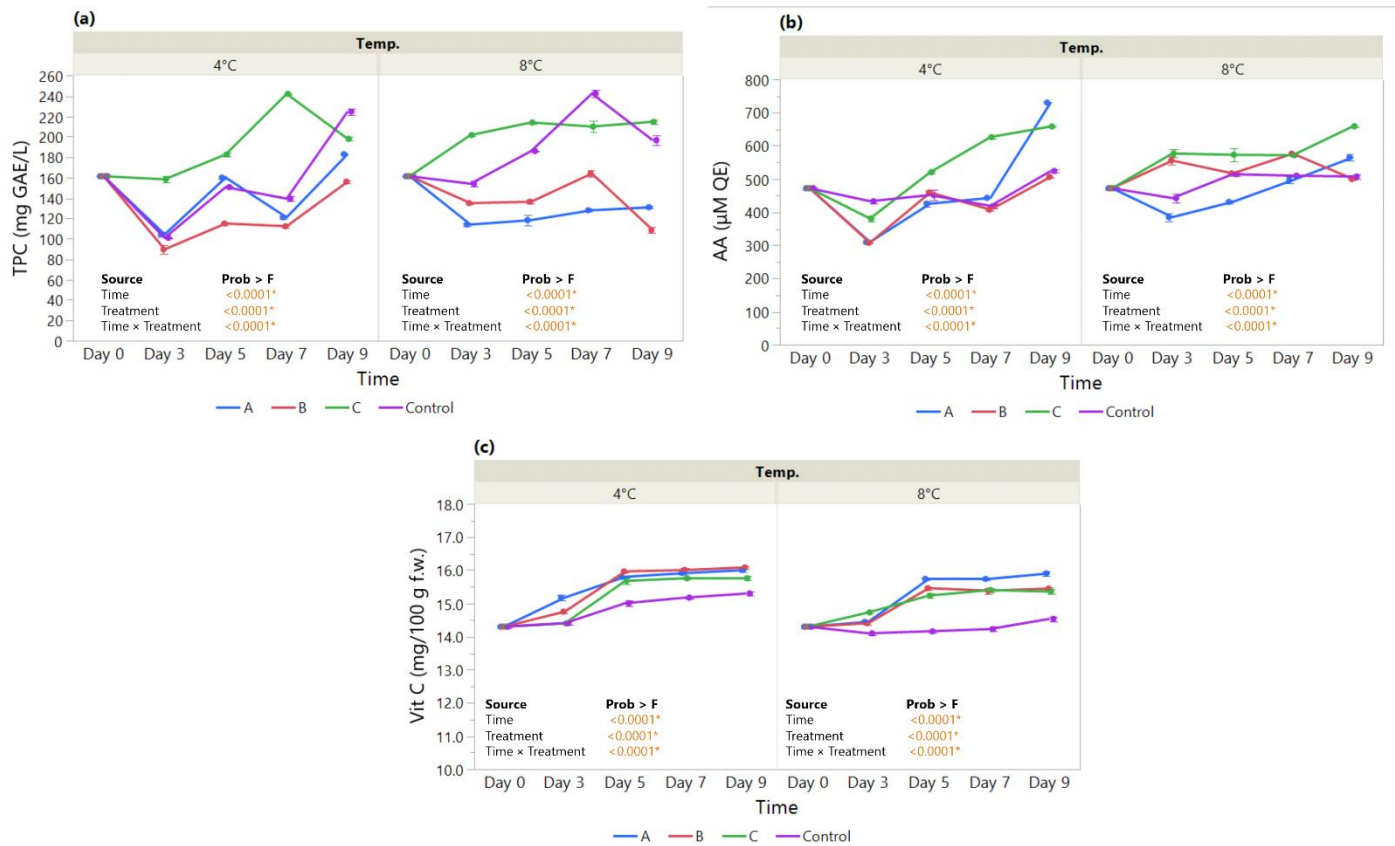 (a)
Temp.
4°C 8°C
TPC (mg GAE/L)
260
240
220
200
180
160
140
120
100
80
60
40
20
0
Source Prob > F
Time <0.0001*
Treatment <0.0001*
Time × Treatment <0.0001*
Source Prob > F
Time <0.0001*
Treatment <0.0001*
Time × Treatment <0.0001*
Day 0 Day 3 Day 5 Day 7 Day 9 Day 0 Day 3 Day 5 Day 7 Day 9
Time
A B C Control
(b)
Temp.
4°C 8°C
AA (µM QE)
800
700
600
500
400
300
200
100
0
Source Prob > F
Time <0.0001*
Treatment <0.0001*
Time × Treatment <0.0001*
Source Prob > F
Time <0.0001*
Treatment <0.0001*
Time × Treatment <0.0001*
Day 0 Day 3 Day 5 Day 7 Day 9 Day 0 Day 3 Day 5 Day 7 Day 9
Time
A B C Control
(c)
Temp.
4°C 8°C
Vit C (mg/100 g f.w.)
18.0
17.0
16.0
15.0
14.0
13.0
12.0
11.0
10.0
Source Prob > F
Time <0.0001*
Treatment <0.0001*
Time × Treatment <0.0001*
Source Prob > F
Time <0.0001*
Treatment <0.0001*
Time × Treatment <0.0001*
Day 0 Day 3 Day 5 Day 7 Day 9 Day 0 Day 3 Day 5 Day 7 Day 9
Time
A B C Control